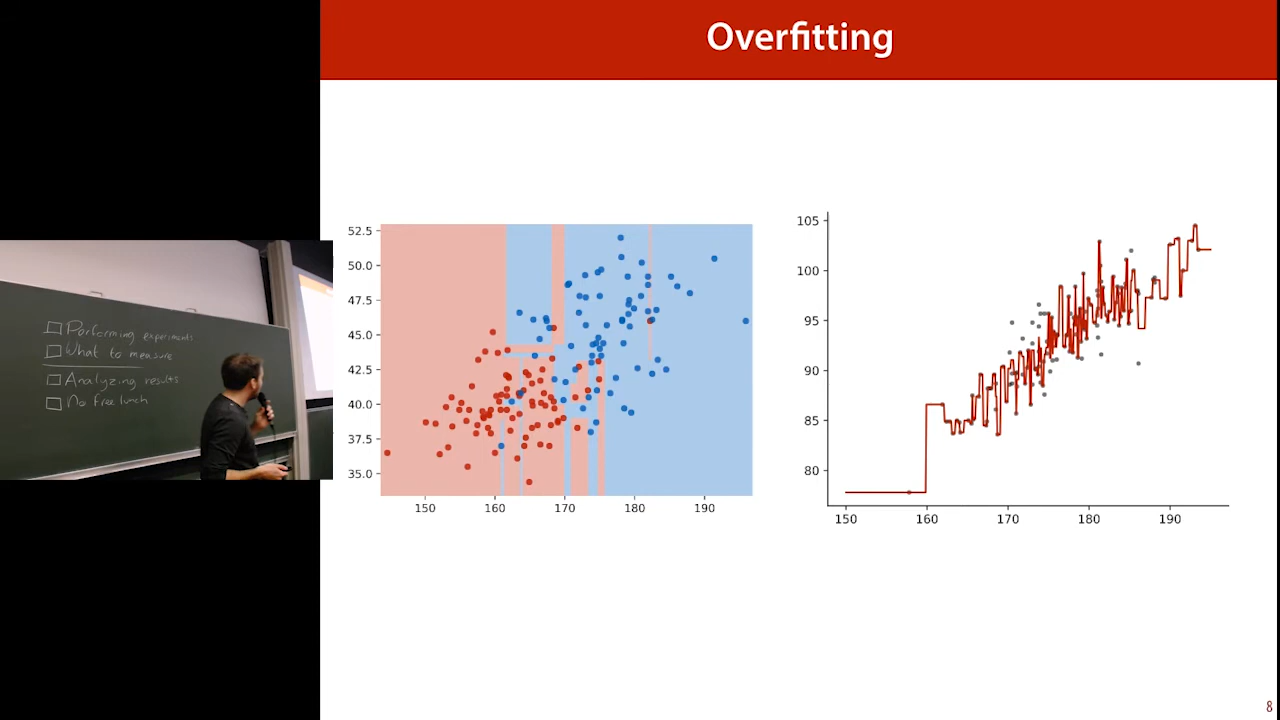 Overfitting
Performing experiments
What to measure
Analyzing results
No free lunch
52.5
50.0
47.5
45.0
42.5
40.0
37.5
35.0
150 160 170 180 190
105
100
95
90
85
80
150 160 170 180 190
8